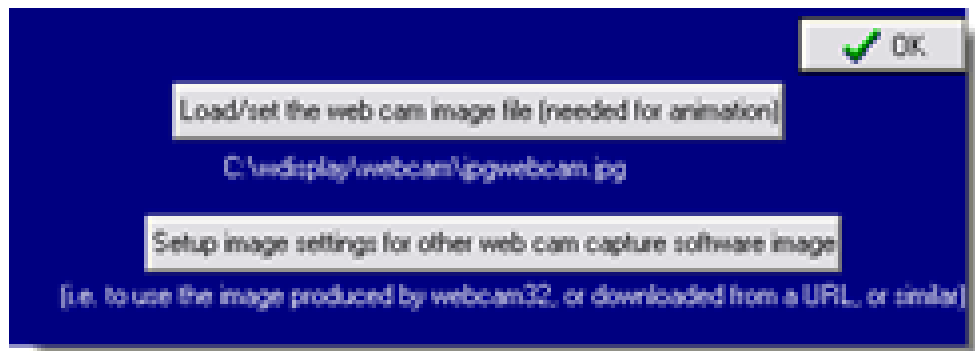 OK
Load/set the web cam image file (needed for animation)
C:\wdisplay\webcam\jpgwebcam.jpg
Setup image settings for other web cam capture software image
(i.e. to use the image produced by webcam32, or downloaded from a URL, or similar)